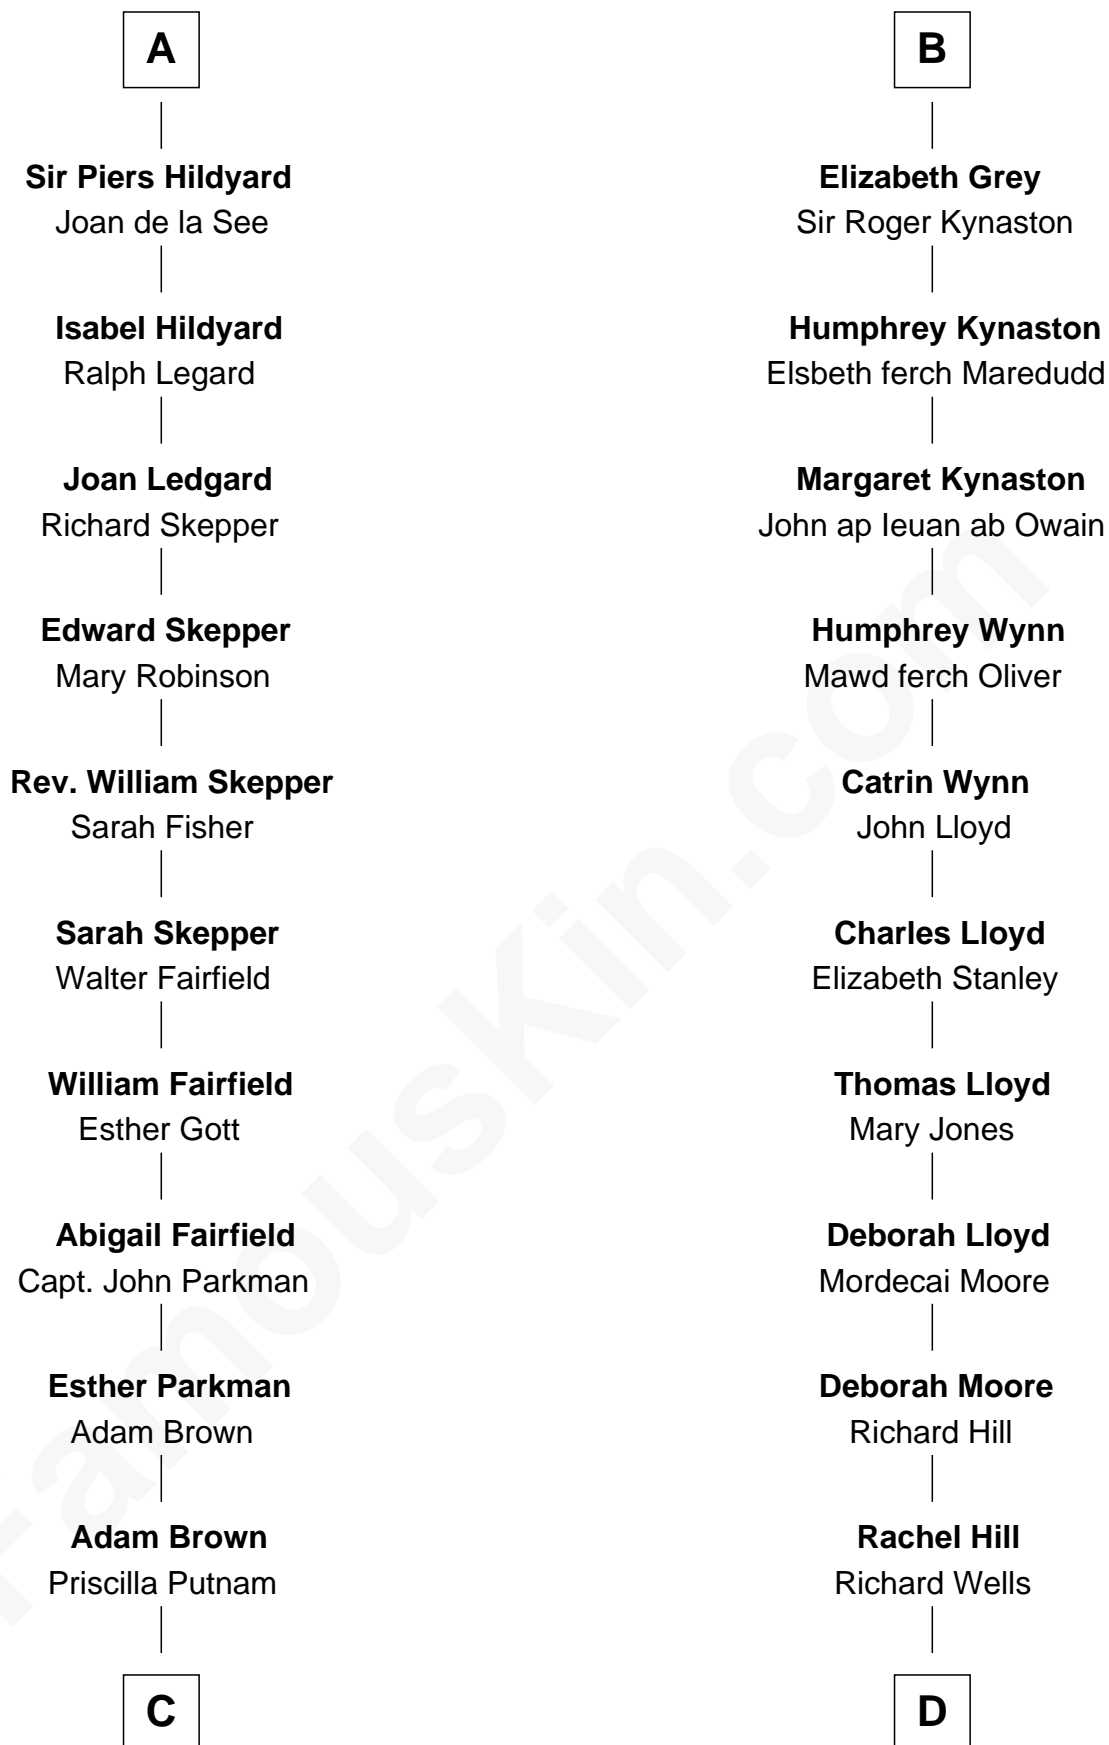 A
Sir Piers Hildyard
Joan de la See
Isabel Hildyard
Ralph Legard
Joan Ledgard
Richard Skepper
Edward Skepper
Mary Robinson
Rev. William Skepper
Sarah Fisher
Sarah Skepper
Walter Fairfield
William Fairfield
Esther Gott
Abigail Fairfield
Capt. John Parkman
Esther Parkman
Adam Brown
Adam Brown
Priscilla Putnam
C
B
Elizabeth Grey
Sir Roger Kynaston
Humphrey Kynaston
Elsbeth ferch Maredudd
Margaret Kynaston
John ap Ieuan ab Owain
Humphrey Wynn
Mawd ferch Oliver
Catrin Wynn
John Lloyd
Charles Lloyd
Elizabeth Stanley
Thomas Lloyd
Mary Jones
Deborah Lloyd
Mordecai Moore
Deborah Moore
Richard Hill
Rachel Hill
Richard Wells
D
FamousKin.com